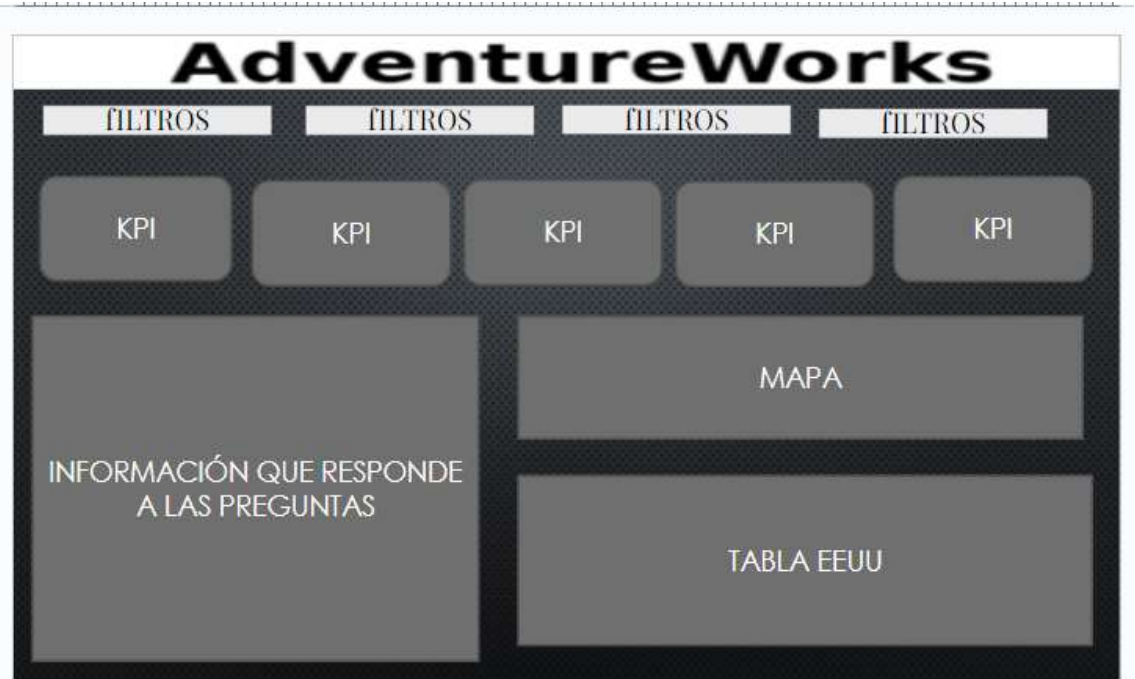 AdventureWorks
fILTROS fILTROS fILTROS fILTROS
KPI KPI KPI KPI KPI
INFORMACIÓN QUE RESPONDE
A LAS PREGUNTAS
MAPA
TABLA EEUU